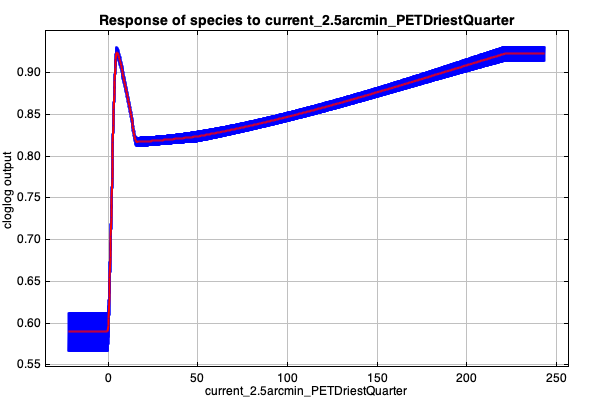 Response of species to current_2.5arcmin_PETDriestQuarter
cloglog output
0.90
0.85
0.80
0.75
0.70
0.65
0.60
0.55
0 50 100 150 200 250
current_2.5arcmin_PETDriestQuarter